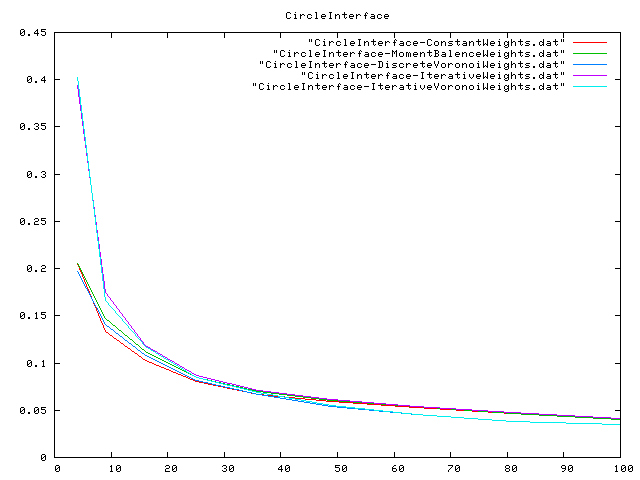 CircleInterface
"CircleInterface-ConstantWeights.dat"
"CircleInterface-MomentBalenceWeights.dat"
"CircleInterface-DiscreteVoronoiWeights.dat"
"CircleInterface-IterativeWeights.dat"
"CircleInterface-IterativeVoronoiWeights.dat"
0.45
0.4
0.35
0.3
0.25
0.2
0.15
0.1
0.05
0
0 10 20 30 40 50 60 70 80 90 100